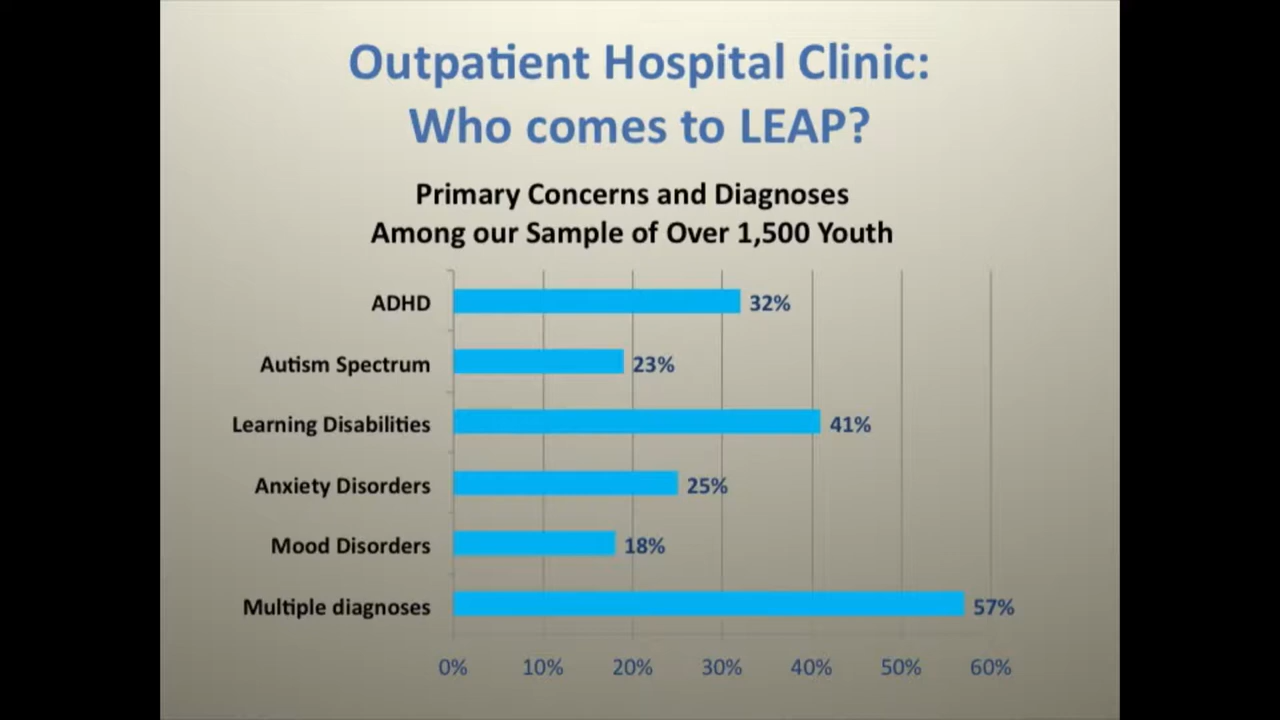 Outpatient Hospital Clinic:
Who comes to LEAP?
Primary Concerns and Diagnoses
Among our Sample of Over 1,500 Youth
ADHD 32%
Autism Spectrum 23%
Learning Disabilities 41%
Anxiety Disorders 25%
Mood Disorders 18%
Multiple diagnoses 57%
0% 10% 20% 30% 40% 50% 60%